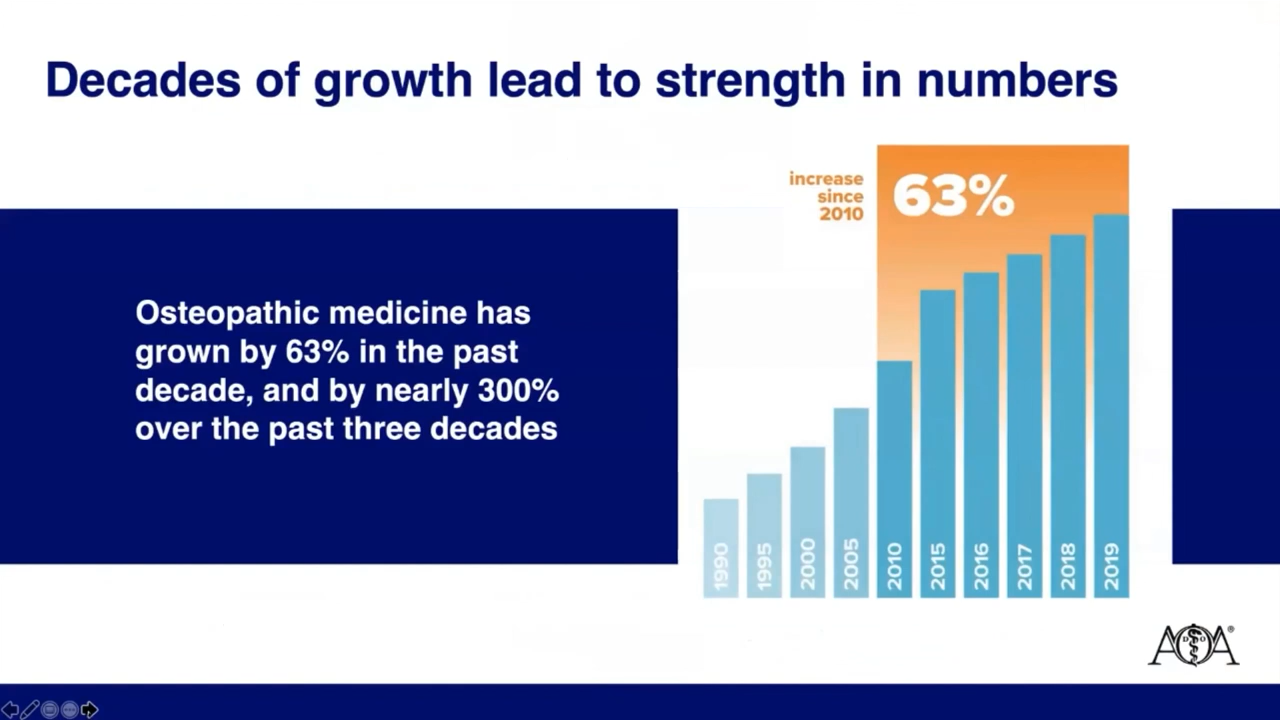 Decades of growth lead to strength in numbers
Osteopathic medicine has
grown by 63% in the past
decade, and by nearly 300%
over the past three decades
increase
since
2010
63%
1990
1995
2000
2005
2010
2015
2016
2017
2018
2019
AOA®
DO